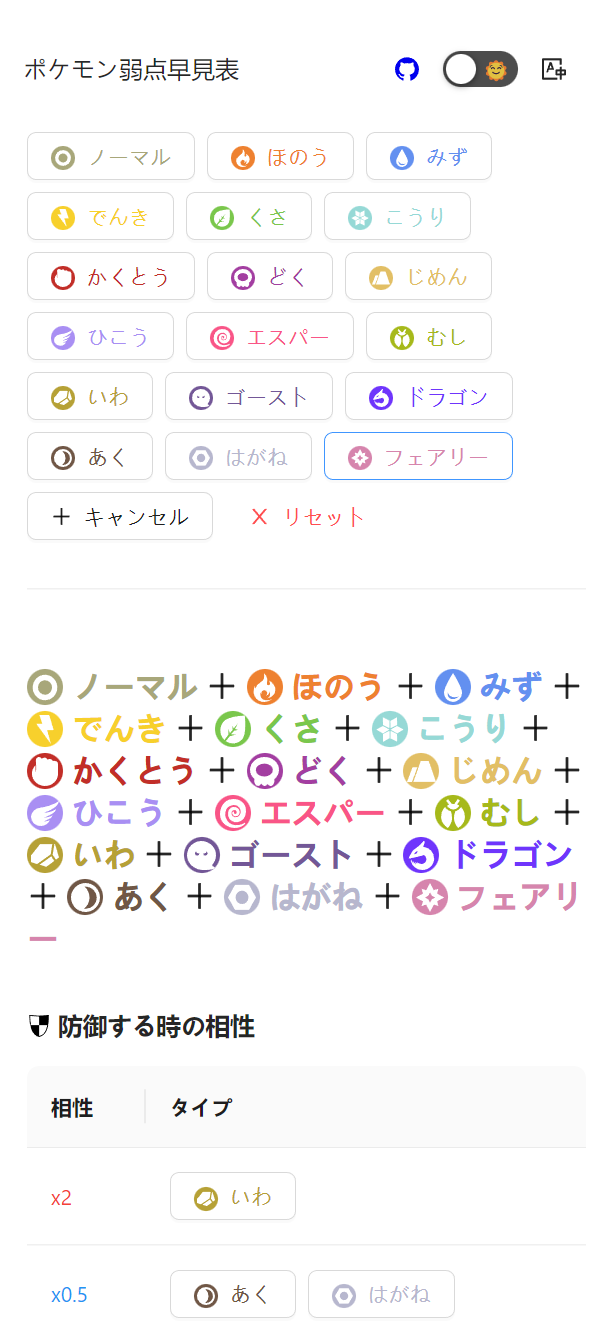 ポケモン弱点早見表
ノーマル ほのう みず
でんき くさ こうり
かくとう どく じめん
ひこう エスパー むし
いわ ゴースト ドラゴン
あく はがね フェアリー
+ キャンセル X リセット
ノーマル + ほのう + みず +
でんき + くさ + こうり +
かくとう + どく + じめん +
ひこう + エスパー + むし +
いわ + ゴースト + ドラゴン
+ あく + はがね + フェアリ
ー
防御する時の相性
相性 タイプ
x2 いわ
x0.5 あく はがね